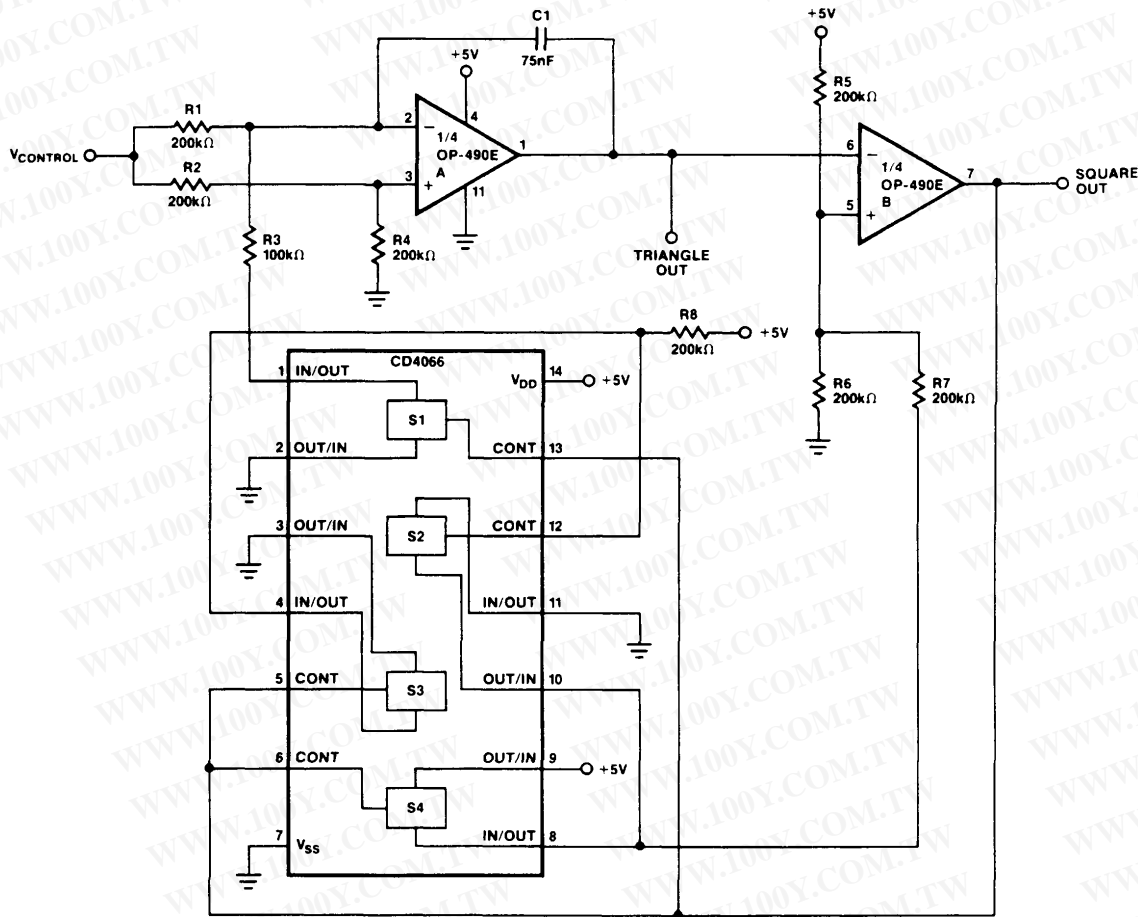 C1
75nF
+5V
+5V
R1
200kΩ
R2
200kΩ
VCONTROL
2
3
−
+
4
1/4
OP-490E
A
11
1
R5
200kΩ
6
5
−
+
1/4
OP-490E
B
7
SQUARE
OUT
R3
100kΩ
R4
200kΩ
TRIANGLE
OUT
R8
200kΩ
+5V
R6
200kΩ
R7
200kΩ
CD4066
1 IN/OUT
VDD 14
+5V
S1
2 OUT/IN
CONT 13
3 OUT/IN
S2
CONT 12
4 IN/OUT
IN/OUT 11
5 CONT
S3
OUT/IN 10
6 CONT
OUT/IN 9
+5V
S4
7 VSS
IN/OUT 8
WWW.100Y.COM.TW